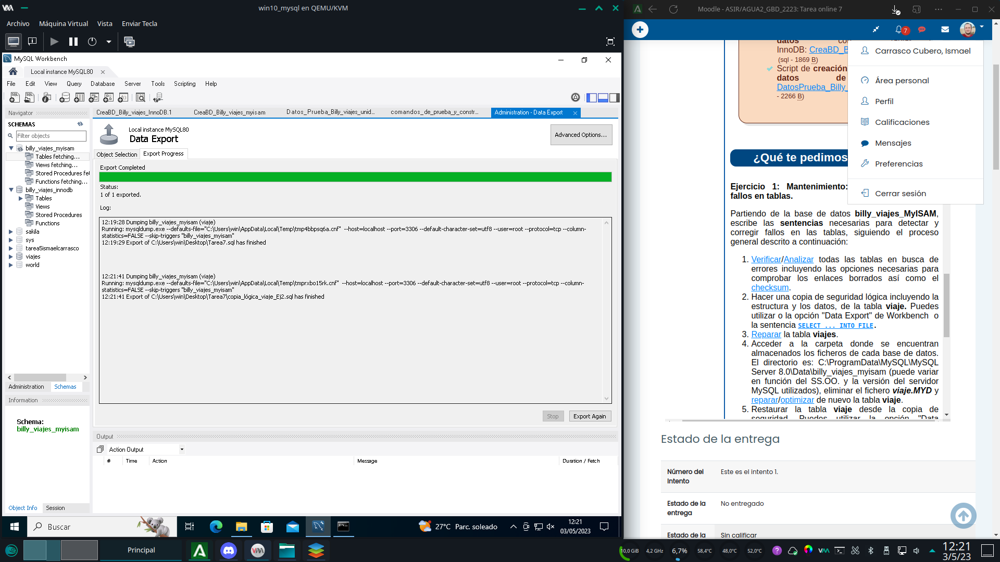 win10_mysql en QEMU/KVM
Archivo Máquina Virtual Vista Enviar Tecla
MySQL Workbench
Local instance MySQL80
File Edit View Query Database Server Tools Scripting Help
Navigator
SCHEMAS
Filter objects
billy_viajes_myisam
Tables fetching...
Views fetching...
Stored Procedures fet
Functions fetching...
billy_viajes_innodb
Tables
Views
Stored Procedures
Functions
sakila
sys
tarea5ismaelcarrasco
viajes
world
Administration Schemas
Information
Schema:
billy_viajes_myisam
Object Info Session
CreaBD_Billy_viajes_InnoDB.1 CreaBD_Billy_viajes_myisam Datos_Prueba_Billy_viajes_unid... comandos_de_prueba_y_constr... Administration - Data Export
Local instance MySQL80
Data Export
Advanced Options...
Object Selection Export Progress
Export Completed
Status:
1 of 1 exported.
Log:
12:19:28 Dumping billy_viajes_myisam (viaje)
Running: mysqldump.exe --defaults-file="C:\Users\win\AppData\Local\Temp\tmp4bbpsq6a.cnf" --host=localhost --port=3306 --default-character-set=utf8 --user=root --protocol=tcp --column-
statistics=FALSE --skip-triggers "billy_viajes_myisam"
12:19:29 Export of C:\Users\win\Desktop\Tarea7.sql has finished
12:21:41 Dumping billy_viajes_myisam (viaje)
Running: mysqldump.exe --defaults-file="C:\Users\win\AppData\Local\Temp\tmprxbo15rk.cnf" --host=localhost --port=3306 --default-character-set=utf8 --user=root --protocol=tcp --column-
statistics=FALSE --skip-triggers "billy_viajes_myisam"
12:21:41 Export of C:\Users\win\Desktop\Tarea7\copia_lógica_viaje_Ej2.sql has finished
Stop Export Again
Output
Action Output
# Time Action Message Duration / Fetch
Buscar
27°C Parc. soleado
12:21
03/05/2023
Moodle - ASIR/AGUA2_GBD_2223: Tarea online 7
7
Carrasco Cubero, Ismael
Área personal
Perfil
Calificaciones
Mensajes
Preferencias
Cerrar sesión
datos co
InnoDB: CreaBD_B
(sql - 1869 B)
Script de creación
datos de
DatosPrueba_Billy_
- 2266 B)
¿Qué te pedimos
Ejercicio 1: Mantenimiento:
fallos en tablas.
Partiendo de la base de datos billy_viajes_MyISAM,
escribe las sentencias necesarias para detectar y
corregir fallos en las tablas, siguiendo el proceso
general descrito a continuación:
1. Verificar/Analizar todas las tablas en busca de
errores incluyendo las opciones necesarias para
comprobar los enlaces borrados así como el
checksum.
2. Hacer una copia de seguridad lógica incluyendo la
estructura y los datos, de la tabla viaje. Puedes
utilizar o la opción "Data Export" de Workbench o
la sentencia SELECT ... INTO FILE.
3. Reparar la tabla viajes.
4. Acceder a la carpeta donde se encuentran
almacenados los ficheros de cada base de datos.
El directorio es: C:\ProgramData\MySQL\MySQL
Server 8.0\Data\billy_viajes_myisam (puede variar
en función del SS.OO. y la versión del servidor
MySQL utilizados), eliminar el fichero viaje.MYD y
reparar/optimizar de nuevo la tabla viaje.
5. Restaurar la tabla viaje desde la copia de
seguridad. Puedes utilizar la opción "Data
Estado de la entrega
Número del
Intento
Este es el intento 1.
Estado de la
entrega
No entregado
Estado de la
Sin calificar
Principal
10,0 GiB 4,2 GHz 6,7% 58,4°C 48,0°C 52,0°C
12:21
3/5/23